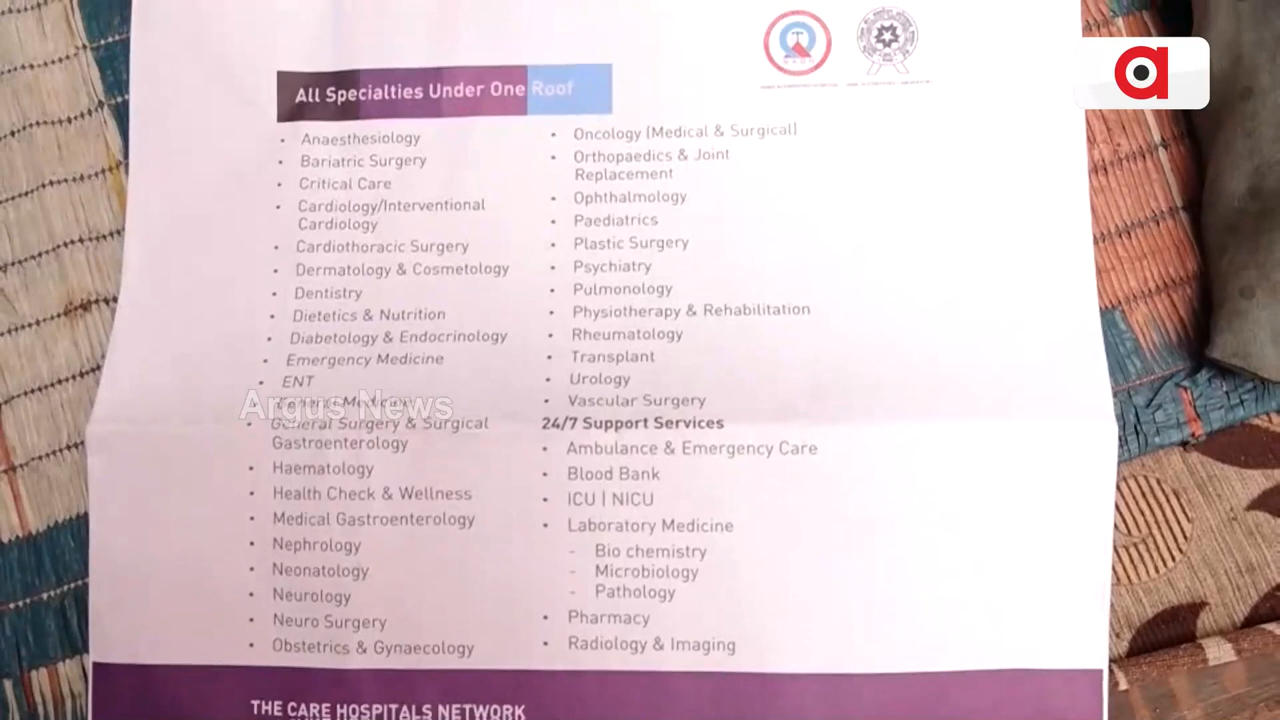 All Specialties Under One Roof
• Anaesthesiology
• Bariatric Surgery
• Critical Care
• Cardiology/Interventional
Cardiology
• Cardiothoracic Surgery
• Dermatology & Cosmetology
• Dentistry
• Dietetics & Nutrition
• Diabetology & Endocrinology
• Emergency Medicine
• ENT
• General Medicine
Argus News
• General Surgery & Surgical
Gastroenterology
• Haematology
• Health Check & Wellness
• Medical Gastroenterology
• Nephrology
• Neonatology
• Neurology
• Neuro Surgery
• Obstetrics & Gynaecology
• Oncology (Medical & Surgical)
• Orthopaedics & Joint
Replacement
• Ophthalmology
• Paediatrics
• Plastic Surgery
• Psychiatry
• Pulmonology
• Physiotherapy & Rehabilitation
• Rheumatology
• Transplant
• Urology
• Vascular Surgery
24/7 Support Services
• Ambulance & Emergency Care
• Blood Bank
• ICU | NICU
• Laboratory Medicine
- Bio chemistry
- Microbiology
- Pathology
• Pharmacy
• Radiology & Imaging
THE CARE HOSPITALS NETWORK
a